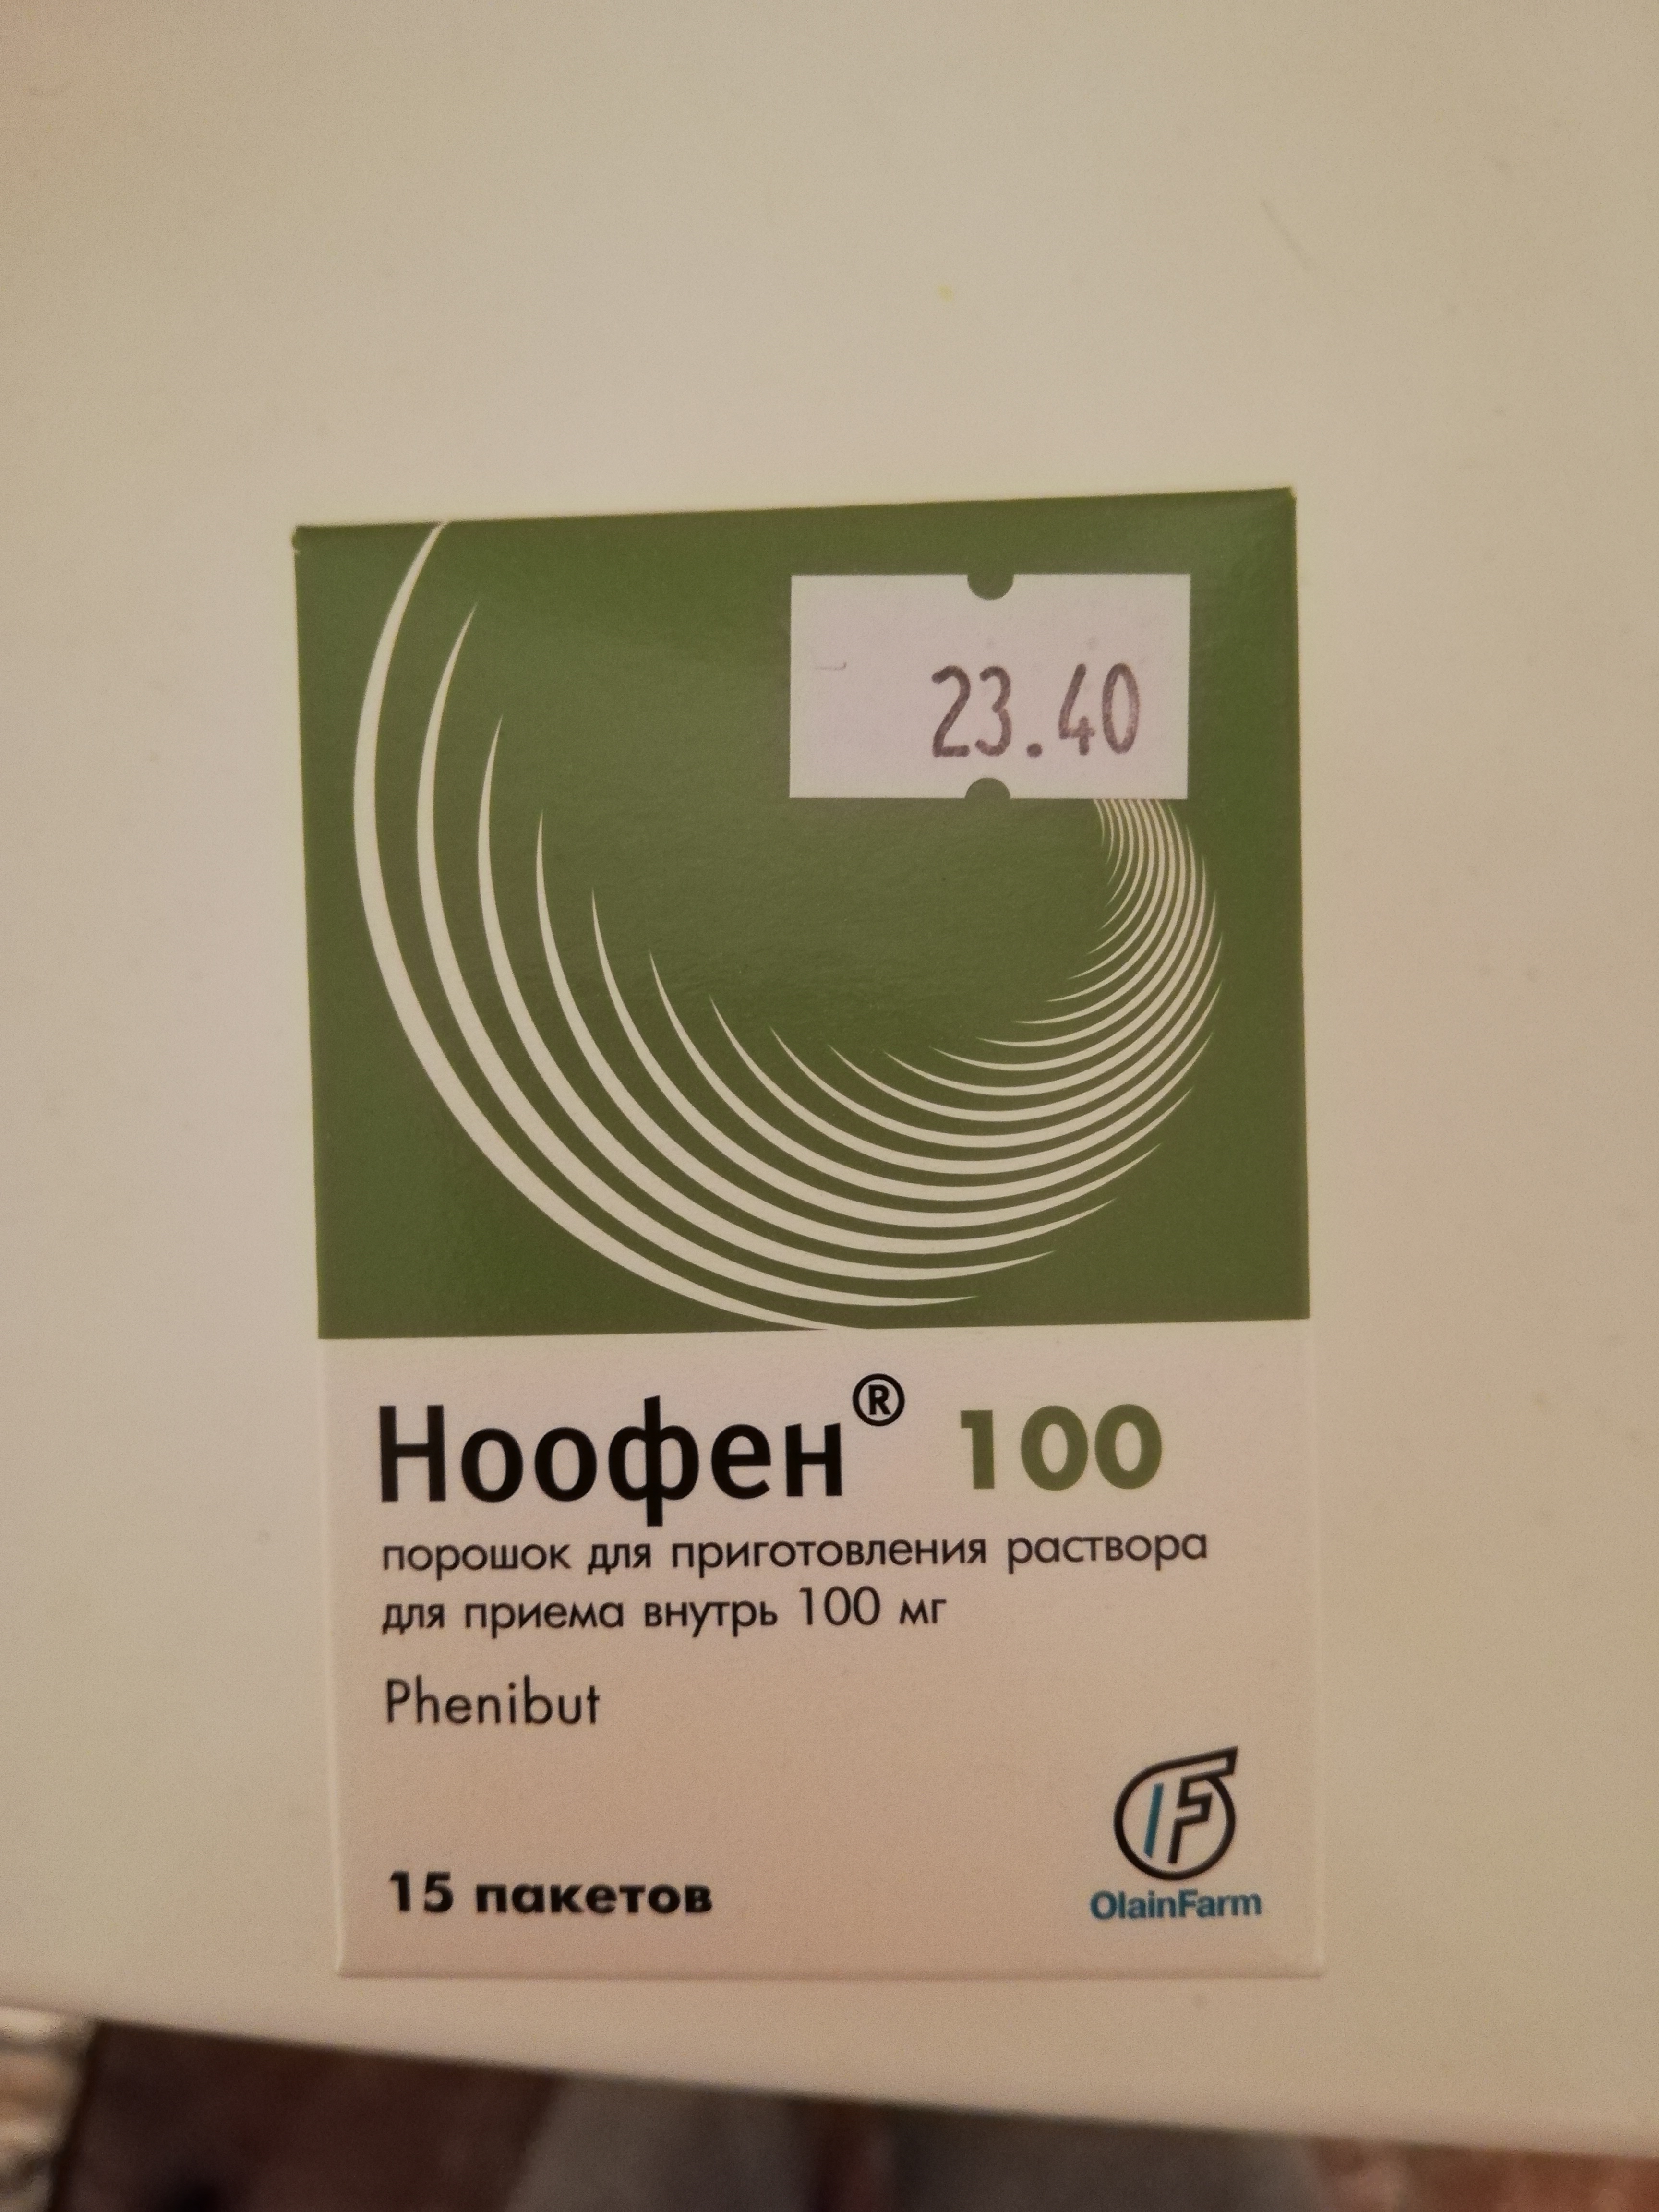 23.40
Ноофен® 100
порошок для приготовления раствора
для приема внутрь 100 мг
Phenibut
15 пакетов
OlainFarm